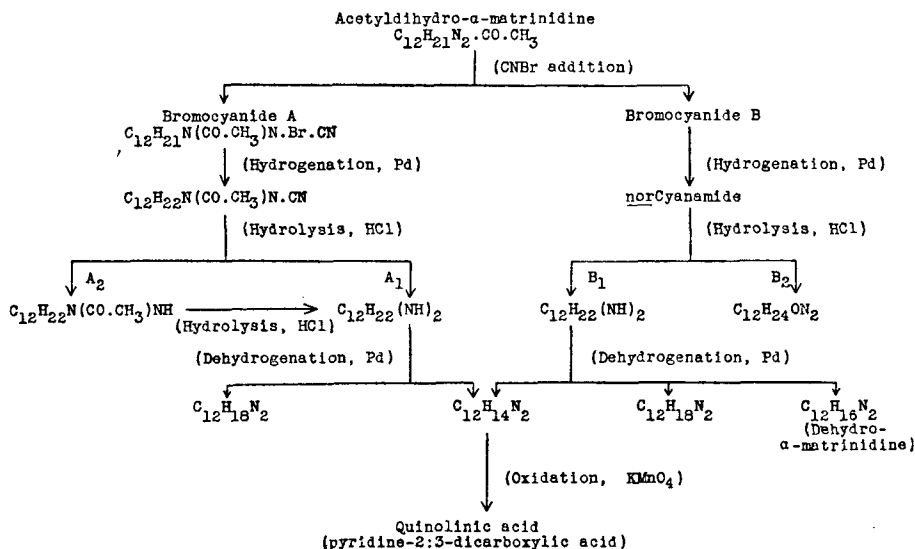 Acetyldihydro-α-matrinidine
C12H21N2.CO.CH3
(CNBr addition)
Bromocyanide A
C12H21N(CO.CH3)N.Br.CN
Bromocyanide B
(Hydrogenation, Pd)
(Hydrogenation, Pd)
C12H22N(CO.CH3)N.CN
norCyanamide
(Hydrolysis, HCl)
(Hydrolysis, HCl)
A2
A1
B1
B2
C12H22N(CO.CH3)NH
(Hydrolysis, HCl)
C12H22(NH)2
C12H22(NH)2
C12H24ON2
(Dehydrogenation, Pd)
(Dehydrogenation, Pd)
C12H18N2
C12H14N2
C12H18N2
C12H16N2
(Dehydro-
α-matrinidine)
(Oxidation, KMnO4)
Quinolinic acid
(pyridine-2:3-dicarboxylic acid)